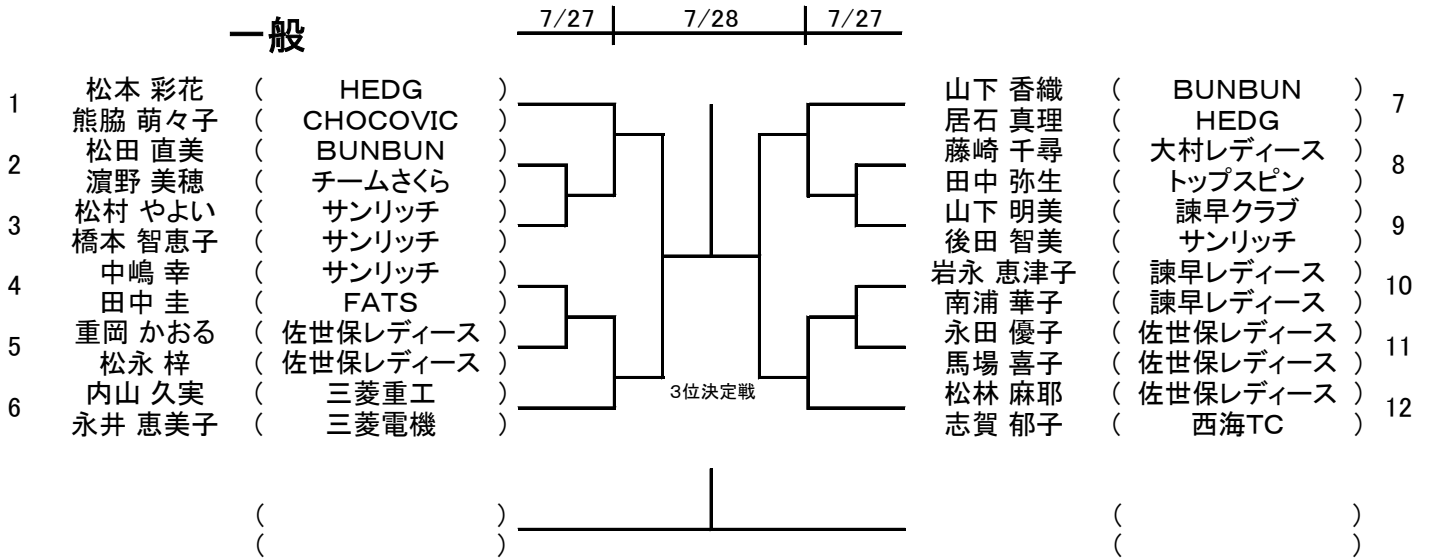 一般 7/27 7/28 7/27
1 松本 彩花 ( HEDG ) 山下 香織 ( BUNBUN ) 7
熊脇 萌々子 ( CHOCOVIC ) 居石 真理 ( HEDG )
2 松田 直美 ( BUNBUN ) 藤崎 千尋 ( 大村レディース ) 8
濵野 美穂 ( チームさくら ) 田中 弥生 ( トップスピン )
3 松村 やよい ( サンリッチ ) 山下 明美 ( 諫早クラブ ) 9
橋本 智恵子 ( サンリッチ ) 後田 智美 ( サンリッチ )
4 中嶋 幸 ( サンリッチ ) 岩永 恵津子 ( 諫早レディース ) 10
田中 圭 ( FATS ) 南浦 華子 ( 諫早レディース )
5 重岡 かおる ( 佐世保レディース ) 永田 優子 ( 佐世保レディース ) 11
松永 梓 ( 佐世保レディース ) 馬場 喜子 ( 佐世保レディース )
6 内山 久実 ( 三菱重工 ) 3位決定戦 松林 麻耶 ( 佐世保レディース ) 12
永井 恵美子 ( 三菱電機 ) 志賀 郁子 ( 西海TC )
( ) ( )
( ) ( )